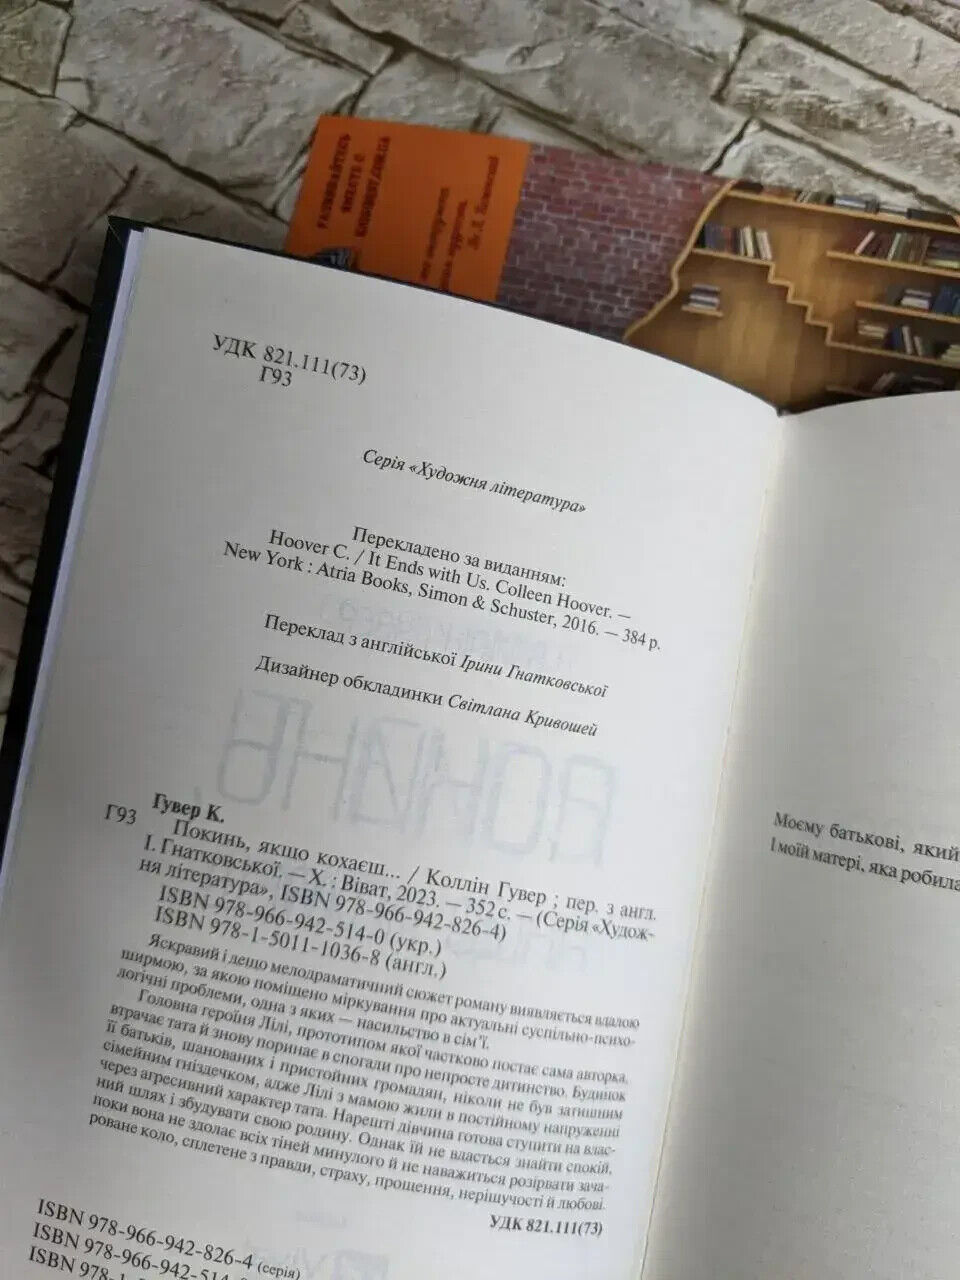 РАЗВИВАЙТЕСЬ
ВМЕСТЕ С
УДК 821.111(73)
Г93
Серія «Художня література»
Перекладено за виданням:
Hoover C. / It Ends with Us. Colleen Hoover. —
New York : Atria Books, Simon & Schuster, 2016. — 384 p.
Переклад з англійської Ірини Гнатковської
Дизайнер обкладинки Світлана Кривошей
Гувер К.
Г93 Покинь, якщо кохаєш... / Коллін Гувер ; пер. з англ.
І. Гнатковської. — Х. : Віват, 2023. — 352 с. — (Серія «Худож-
ня література», ISBN 978-966-942-826-4)
ISBN 978-966-942-514-0 (укр.)
ISBN 978-1-5011-1036-8 (англ.)
Яскравий і дещо мелодраматичний сюжет роману виявляється вдалою
ширмою, за якою поміщено міркування про актуальні суспільно-психо-
логічні проблеми, одна з яких — насильство в сім’ї.
Головна героїня Лілі, прототипом якої частково постає сама авторка,
втрачає тата й знову поринає в спогади про непросте дитинство. Будинок
її батьків, шанованих і пристойних громадян, ніколи не був затишним
сімейним гніздечком, адже Лілі з мамою жили в постійному напруженні
через агресивний характер тата. Нарешті дівчина готова ступити на влас-
ний шлях і збудувати свою родину. Однак їй не вдасться знайти спокій,
поки вона не здолає всіх тіней минулого й не наважиться розірвати зача-
роване коло, сплетене з правди, страху, прощення, нерішучості й любові.
УДК 821.111(73)
ISBN 978-966-942-826-4 (серія)
ISBN 978-966-942-514
ISBN 978-1
Моєму батькові, який
І моїй матері, яка робила